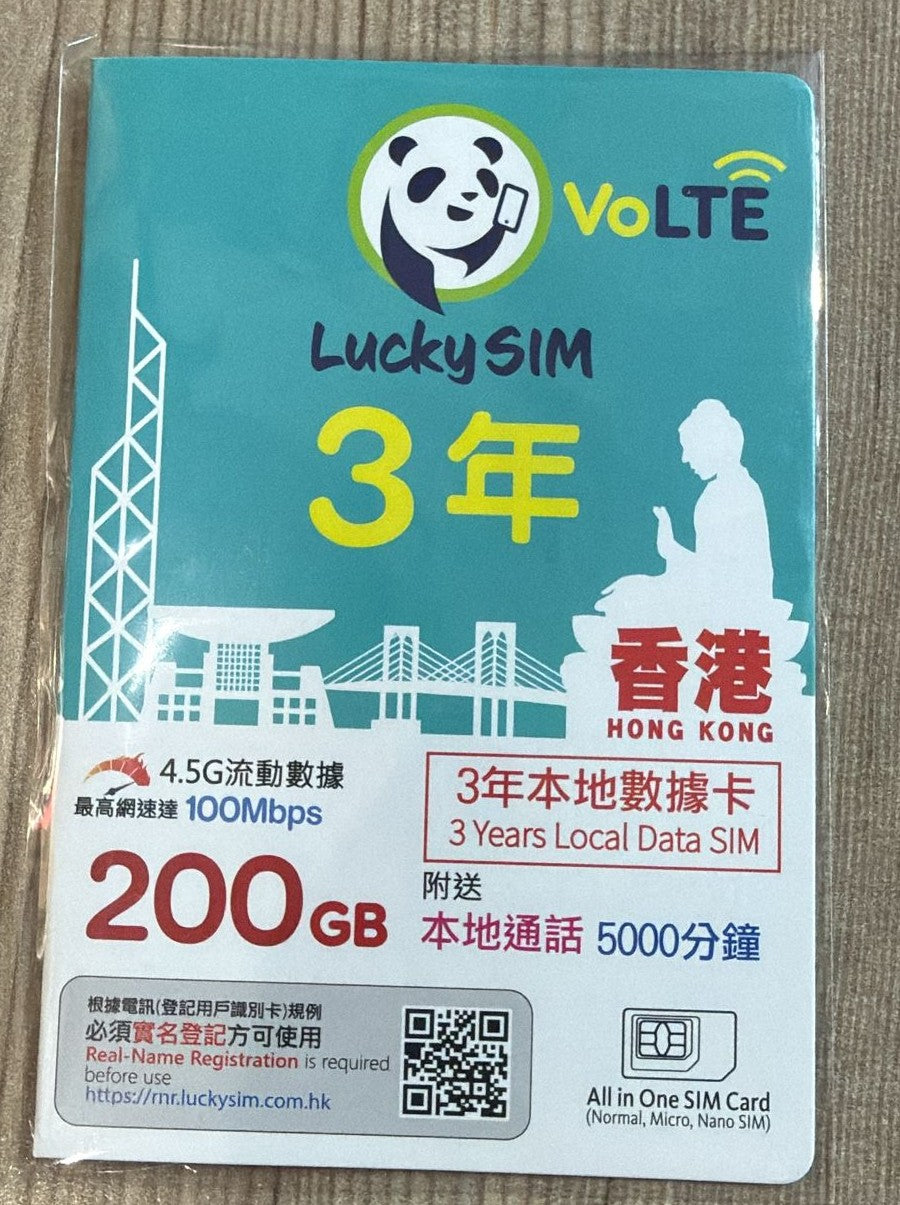 VoLTE
LuckySIM
3年
香港
HONG KONG
4.5G流動數據
最高網速達 100Mbps
200GB
3年本地數據卡
3 Years Local Data SIM
附送
本地通話 5000分鐘
根據電訊(登記用戶識別卡)規例
必須實名登記方可使用
Real-Name Registration is required
before use
https://rnr.luckysim.com.hk
All in One SIM Card
(Normal, Micro, Nano SIM)